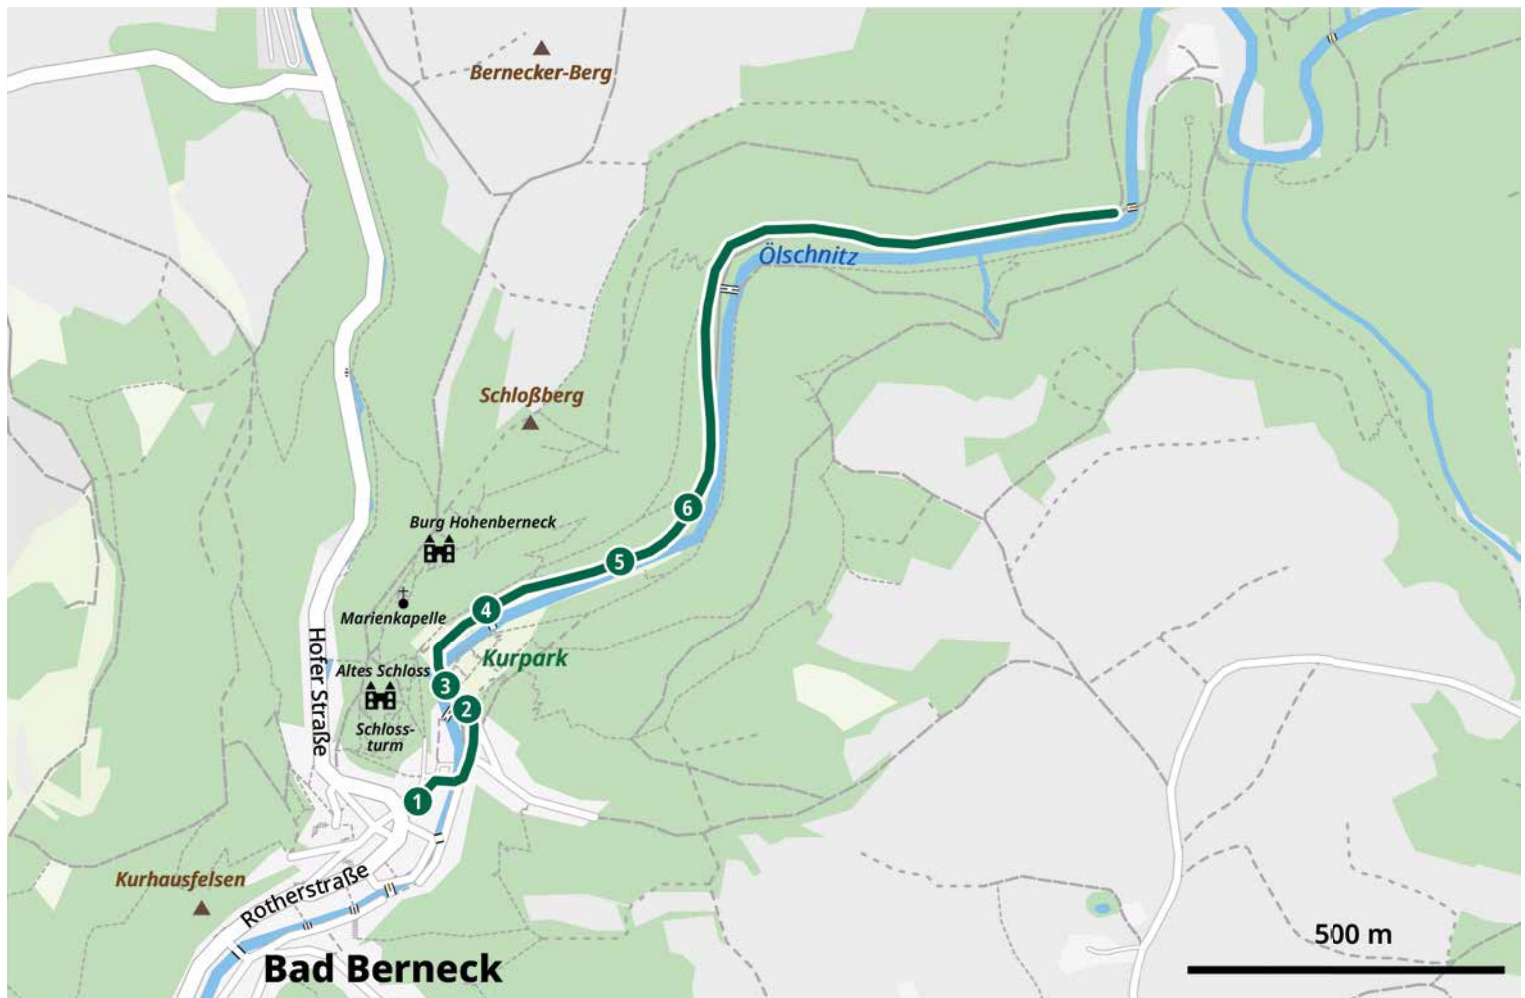 Bernecker-Berg
Ölschnitz
Schloßberg
6
Burg Hohenberneck
5
4
Marienkapelle
Hofer Straße
Kurpark
Altes Schloss
3
2
Schloss-
turm
1
Kurhausfelsen
Rotherstraße
500 m
Bad Berneck